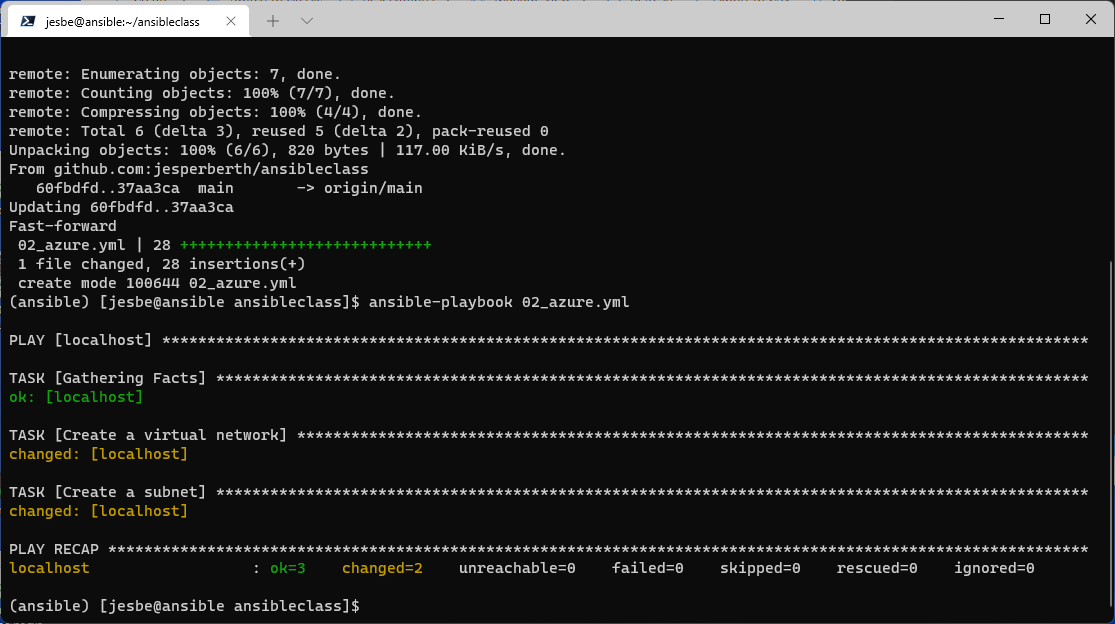 jesbe@ansible:~/ansibleclass
remote: Enumerating objects: 7, done.
remote: Counting objects: 100% (7/7), done.
remote: Compressing objects: 100% (4/4), done.
remote: Total 6 (delta 3), reused 5 (delta 2), pack-reused 0
Unpacking objects: 100% (6/6), 820 bytes | 117.00 KiB/s, done.
From github.com:jesperberth/ansibleclass
   60fbdfd..37aa3ca  main       -> origin/main
Updating 60fbdfd..37aa3ca
Fast-forward
 02_azure.yml | 28 ++++++++++++++++++++++++++++
 1 file changed, 28 insertions(+)
 create mode 100644 02_azure.yml
(ansible) [jesbe@ansible ansibleclass]$ ansible-playbook 02_azure.yml
PLAY [localhost] *******************************************************************************************************
TASK [Gathering Facts] *************************************************************************************************
ok: [localhost]
TASK [Create a virtual network] ****************************************************************************************
changed: [localhost]
TASK [Create a subnet] *************************************************************************************************
changed: [localhost]
PLAY RECAP *************************************************************************************************************
localhost                  : ok=3    changed=2    unreachable=0    failed=0    skipped=0    rescued=0    ignored=0
(ansible) [jesbe@ansible ansibleclass]$